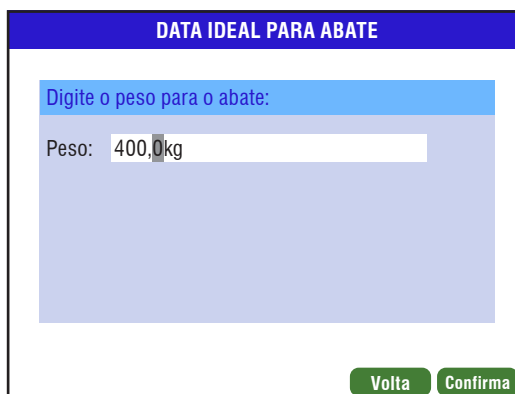 DATA IDEAL PARA ABATE
Digite o peso para o abate:
Peso: 400,0kg
Volta Confirma